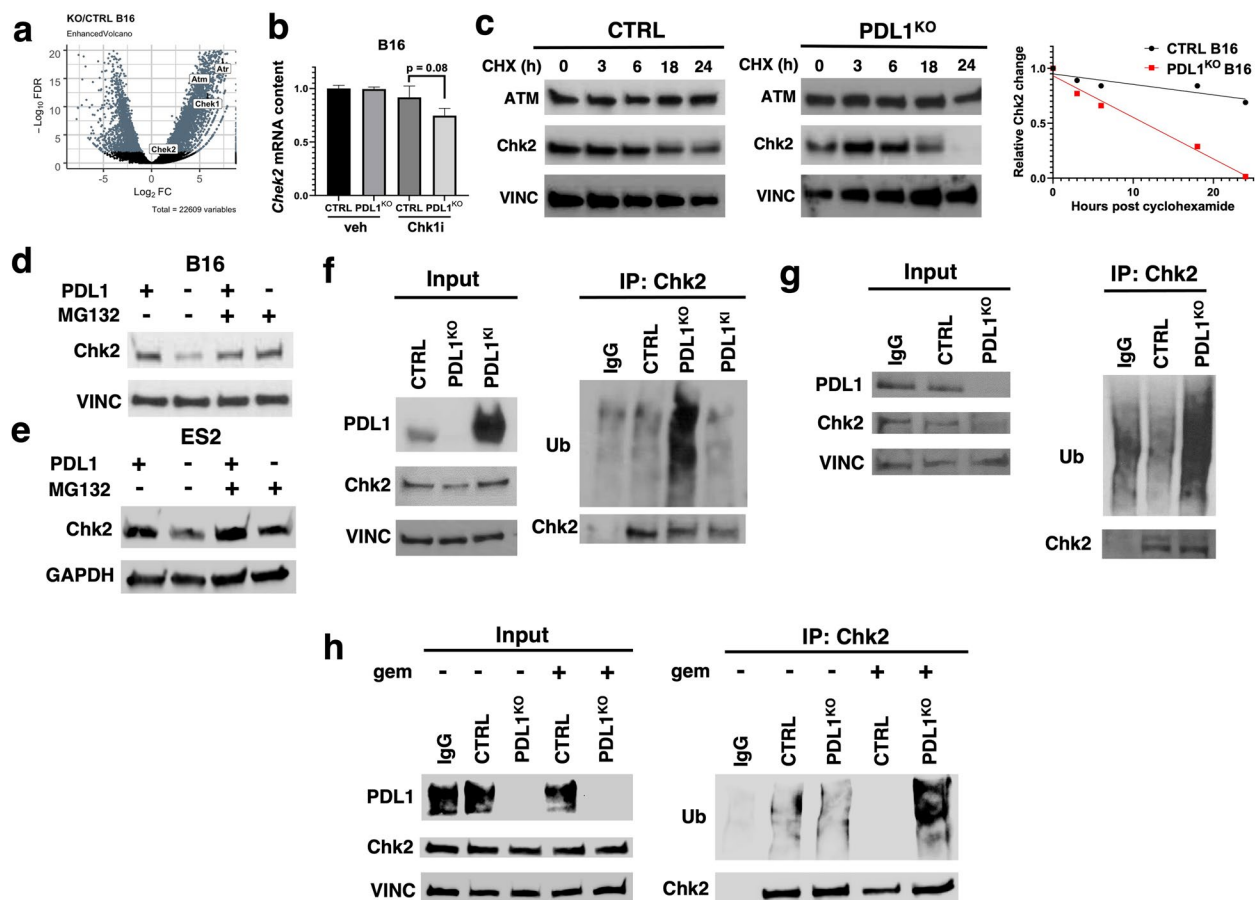 a
KO/CTRL B16
EnhancedVolcano
− Log10 FDR
20
15
10
5
0
Atr
Atm
Chek1
Chek2
-5 0 5
Log2 FC
Total = 22609 variables
b
B16
Chek2 mRNA content
1.5
1.0
0.5
0.0
p = 0.08
CTRL PDL1KO CTRL PDL1KO
veh Chk1i
c
CTRL
CHX (h) 0 3 6 18 24
ATM
Chk2
VINC
PDL1KO
CHX (h) 0 3 6 18 24
ATM
Chk2
VINC
CTRL B16
PDL1KO B16
Relative Chk2 change
1.0
0.5
0.0
0 10 20
Hours post cyclohexamide
d
B16
PDL1 + - + -
MG132 - - + +
Chk2
VINC
e
ES2
PDL1 + - + -
MG132 - - + +
Chk2
GAPDH
f
Input
CTRL PDL1KO PDL1KI
PDL1
Chk2
VINC
IP: Chk2
IgG CTRL PDL1KO PDL1KI
Ub
Chk2
g
Input
IgG CTRL PDL1KO
PDL1
Chk2
VINC
IP: Chk2
IgG CTRL PDL1KO
Ub
Chk2
h
Input
gem - - - + +
IgG CTRL PDL1KO CTRL PDL1KO
PDL1
Chk2
VINC
IP: Chk2
gem - - - + +
IgG CTRL PDL1KO CTRL PDL1KO
Ub
Chk2